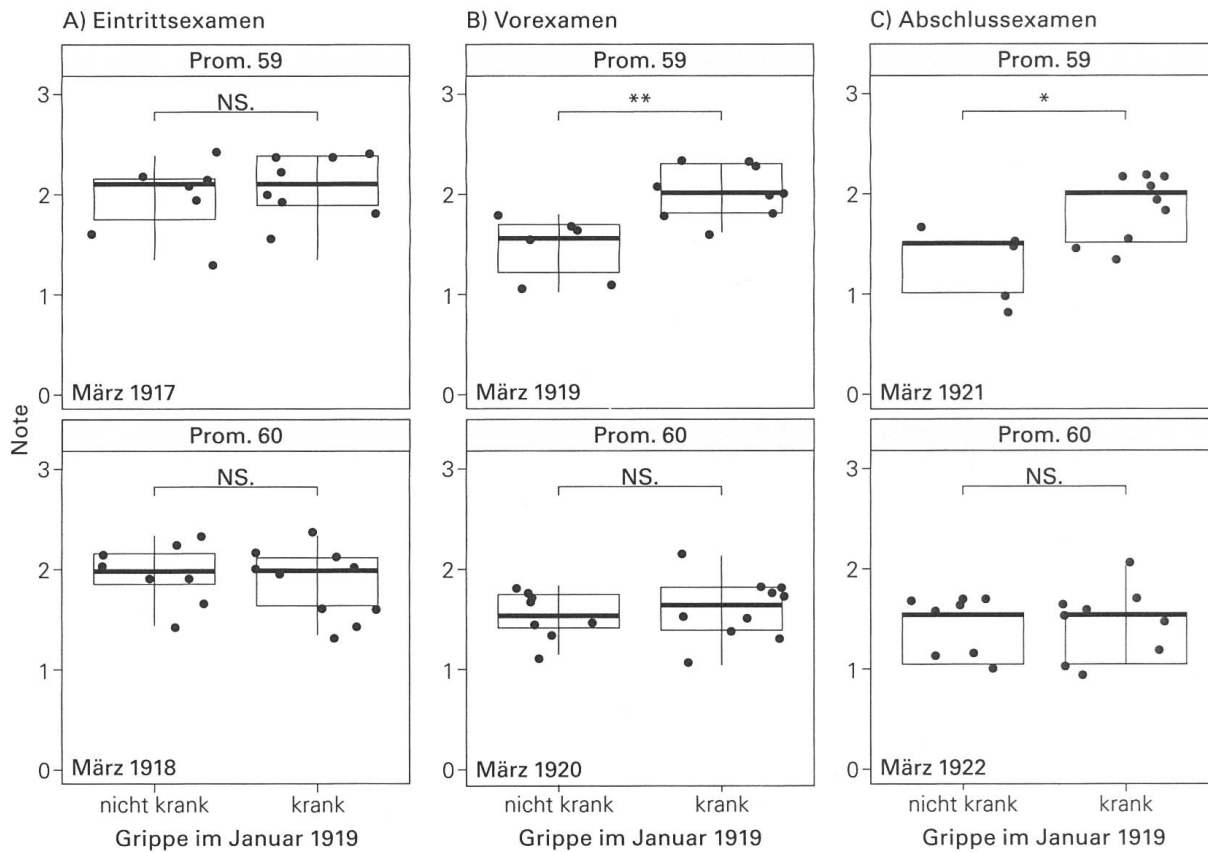 A) Eintrittsexamen
B) Vorexamen
C) Abschlussexamen
Prom. 59
Prom. 59
Prom. 59
3
NS.
3
**
3
*
2
2
2
1
1
1
0
März 1917
0
März 1919
0
März 1921
Note
Prom. 60
Prom. 60
Prom. 60
3
NS.
3
NS.
3
NS.
2
2
2
1
1
1
0
März 1918
0
März 1920
0
März 1922
nicht krank
krank
nicht krank
krank
nicht krank
krank
Grippe im Januar 1919
Grippe im Januar 1919
Grippe im Januar 1919